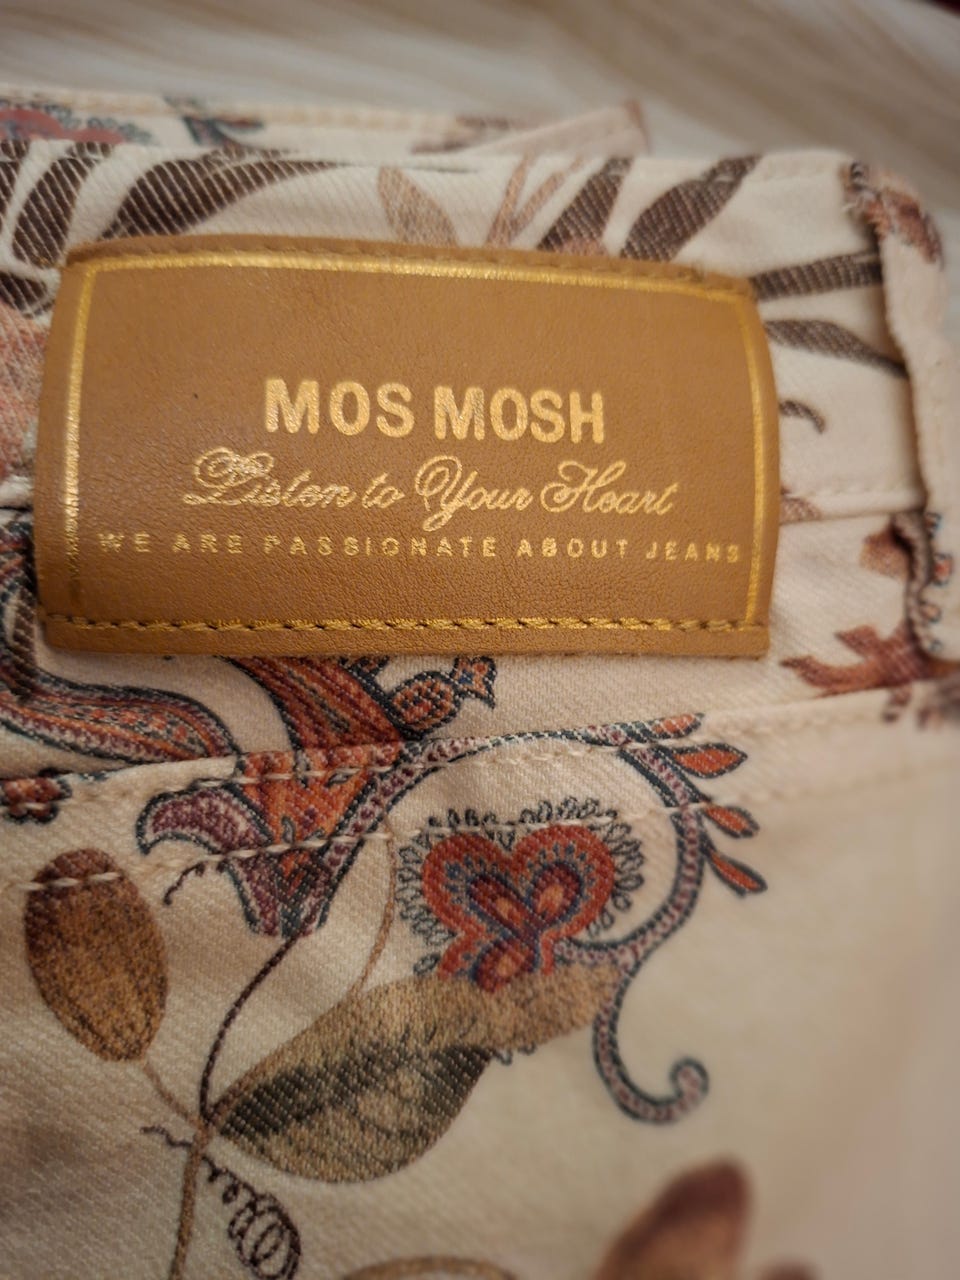 MOS MOSH
Listen to Your Heart
WE ARE PASSIONATE ABOUT JEANS